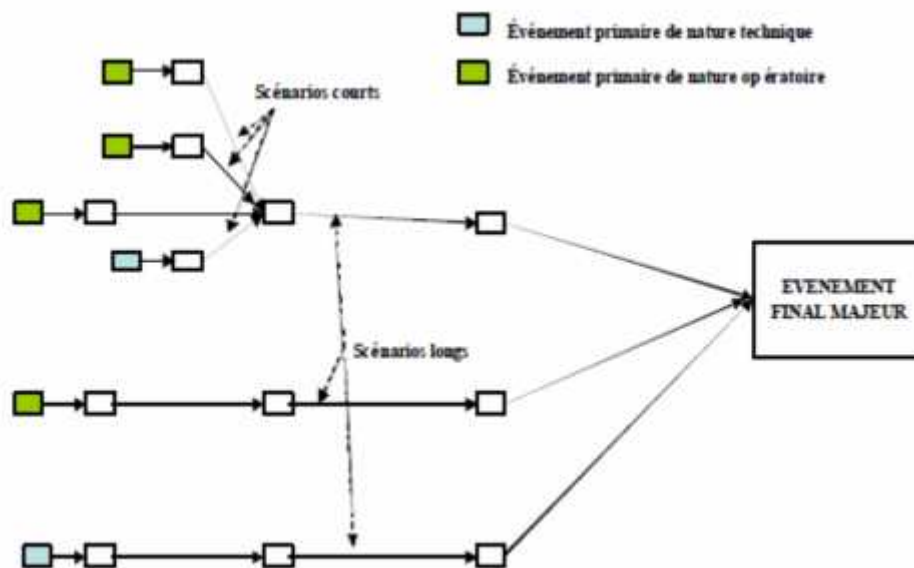 Événement primaire de nature technique
Événement primaire de nature op ératoire
Scénarios courts
EVENEMENT
FINAL MAJEUR
Scénarios longs